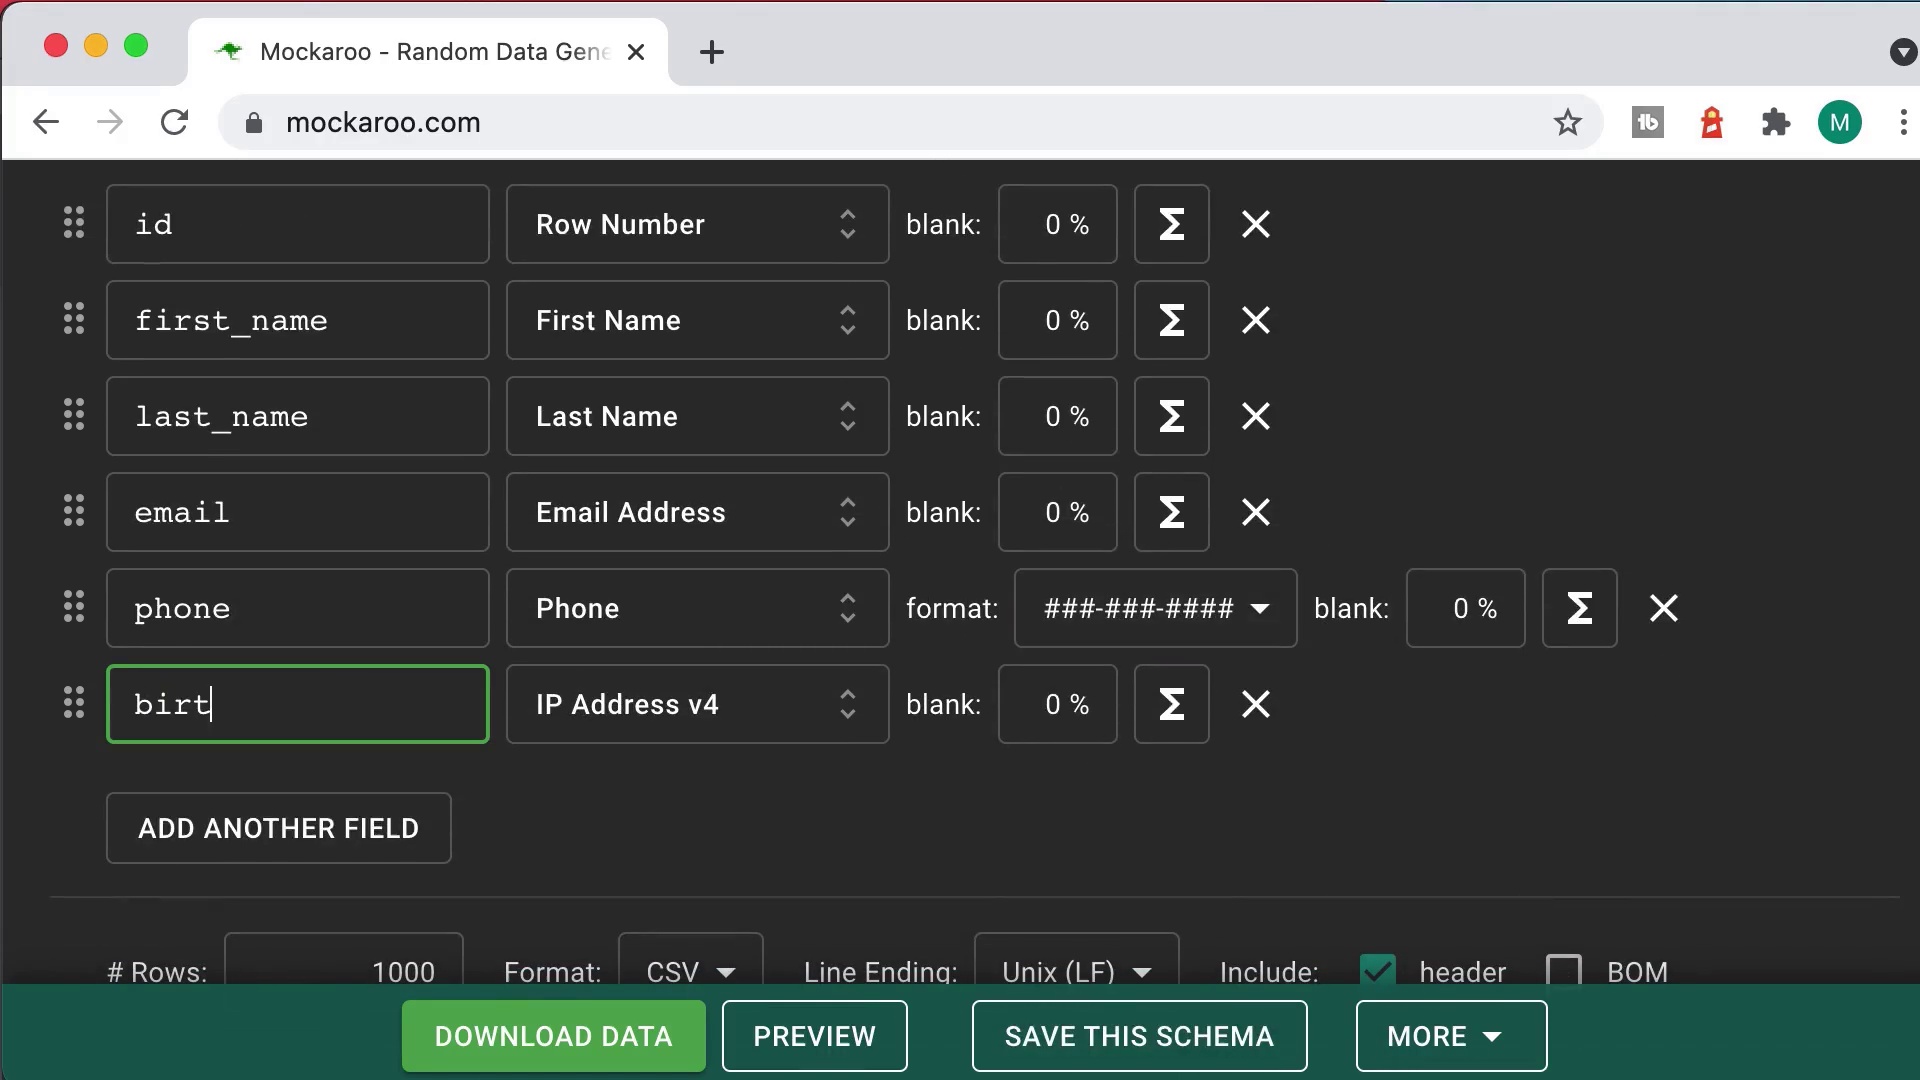 Mockaroo - Random Data Gene
mockaroo.com
M
id Row Number blank: 0 % Σ
first_name First Name blank: 0 % Σ
last_name Last Name blank: 0 % Σ
email Email Address blank: 0 % Σ
phone Phone format: ###-###-#### blank: 0 % Σ
birt IP Address v4 blank: 0 % Σ
ADD ANOTHER FIELD
# Rows: 1000 Format: CSV Line Ending: Unix (LF) Include: header BOM
DOWNLOAD DATA PREVIEW SAVE THIS SCHEMA MORE